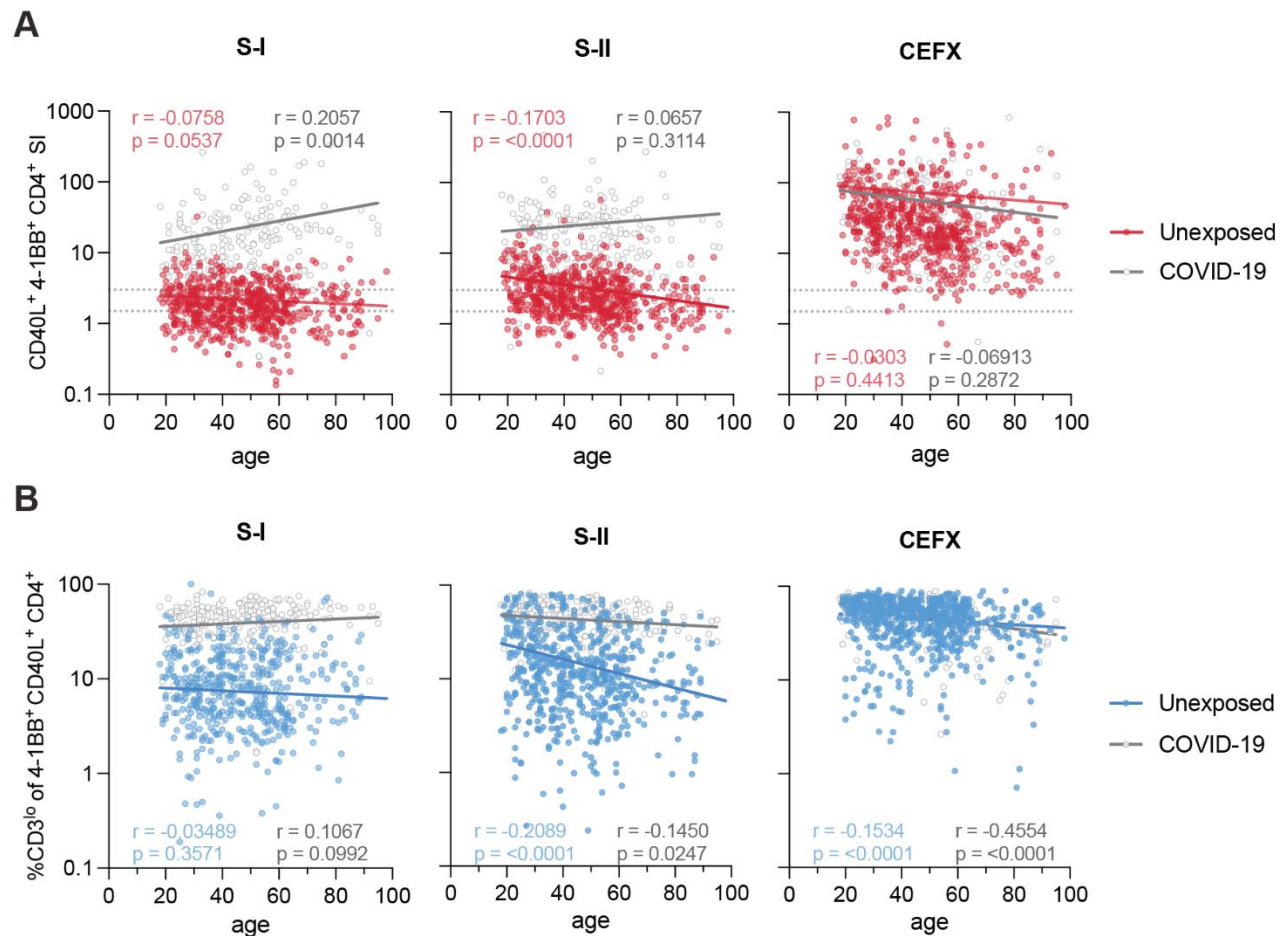 A
S-I
S-II
CEFX
CD40L+ 4-1BB+ CD4+ SI
1000
100
10
1
0.1
r = -0.0758
p = 0.0537
r = 0.2057
p = 0.0014
r = -0.1703
p = <0.0001
r = 0.0657
p = 0.3114
r = -0.0303
p = 0.4413
r = -0.06913
p = 0.2872
Unexposed
COVID-19
0 20 40 60 80 100
0 20 40 60 80 100
0 20 40 60 80 100
age
age
age
B
S-I
S-II
CEFX
%CD3lo of 4-1BB+ CD40L+ CD4+
100
10
1
0.1
r = -0.03489
p = 0.3571
r = 0.1067
p = 0.0992
r = -0.2089
p = <0.0001
r = -0.1450
p = 0.0247
r = -0.1534
p = <0.0001
r = -0.4554
p = <0.0001
Unexposed
COVID-19
0 20 40 60 80 100
0 20 40 60 80 100
0 20 40 60 80 100
age
age
age